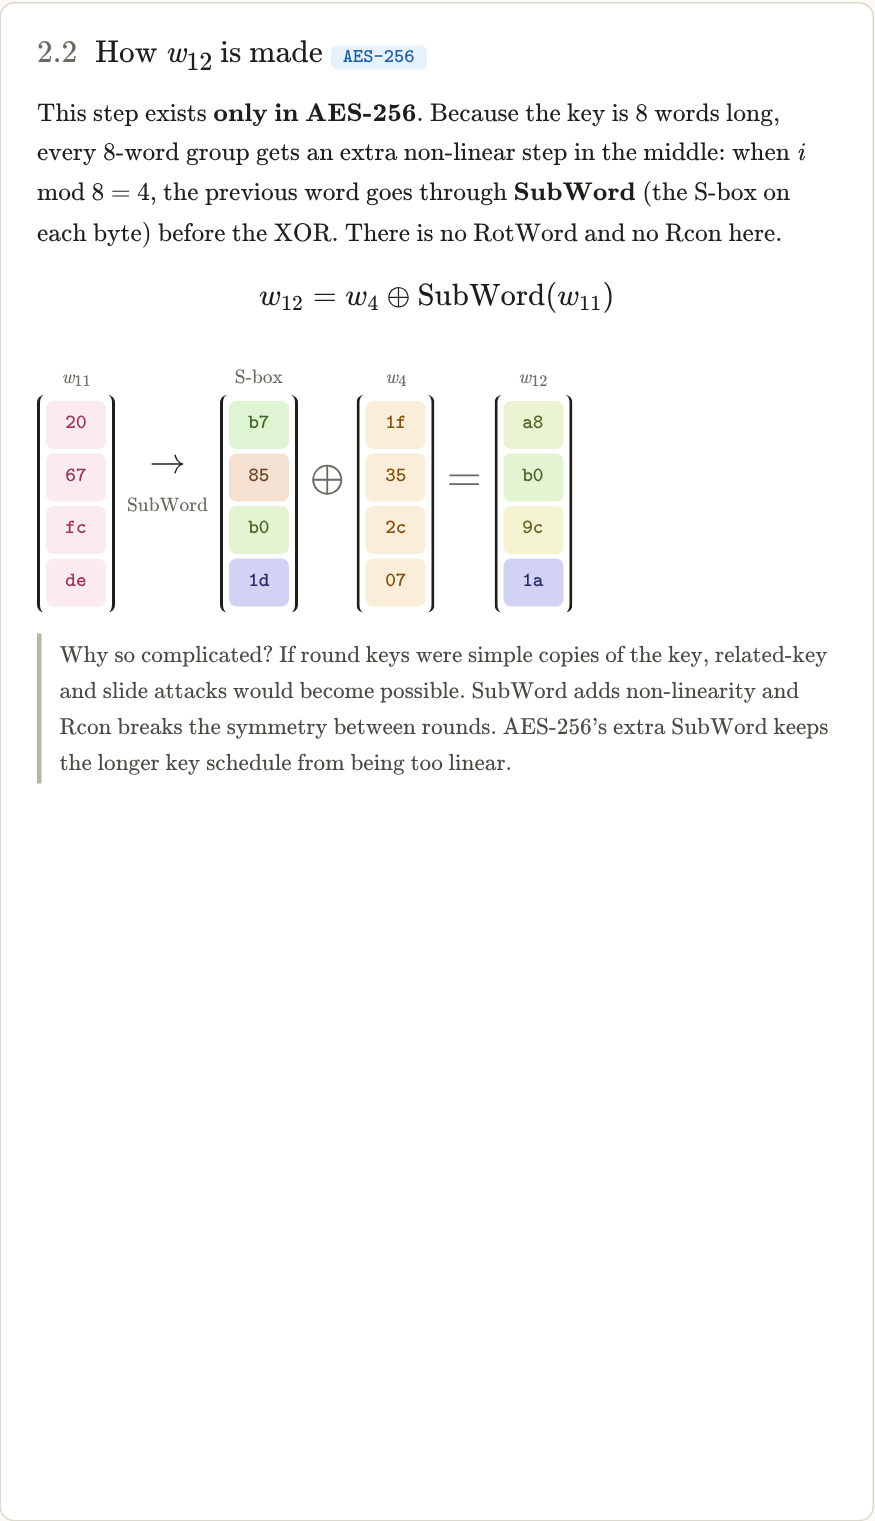 2.2 How w12 is made AES-256
This step exists only in AES-256. Because the key is 8 words long,
every 8-word group gets an extra non-linear step in the middle: when i
mod 8 = 4, the previous word goes through SubWord (the S-box on
each byte) before the XOR. There is no RotWord and no Rcon here.
w12 = w4 ⊕ SubWord(w11)
w11 S-box w4 w12
20 b7 1f a8
67 → 85 ⊕ 35 = b0
SubWord
fc b0 2c 9c
de 1d 07 1a
Why so complicated? If round keys were simple copies of the key, related-key
and slide attacks would become possible. SubWord adds non-linearity and
Rcon breaks the symmetry between rounds. AES-256’s extra SubWord keeps
the longer key schedule from being too linear.